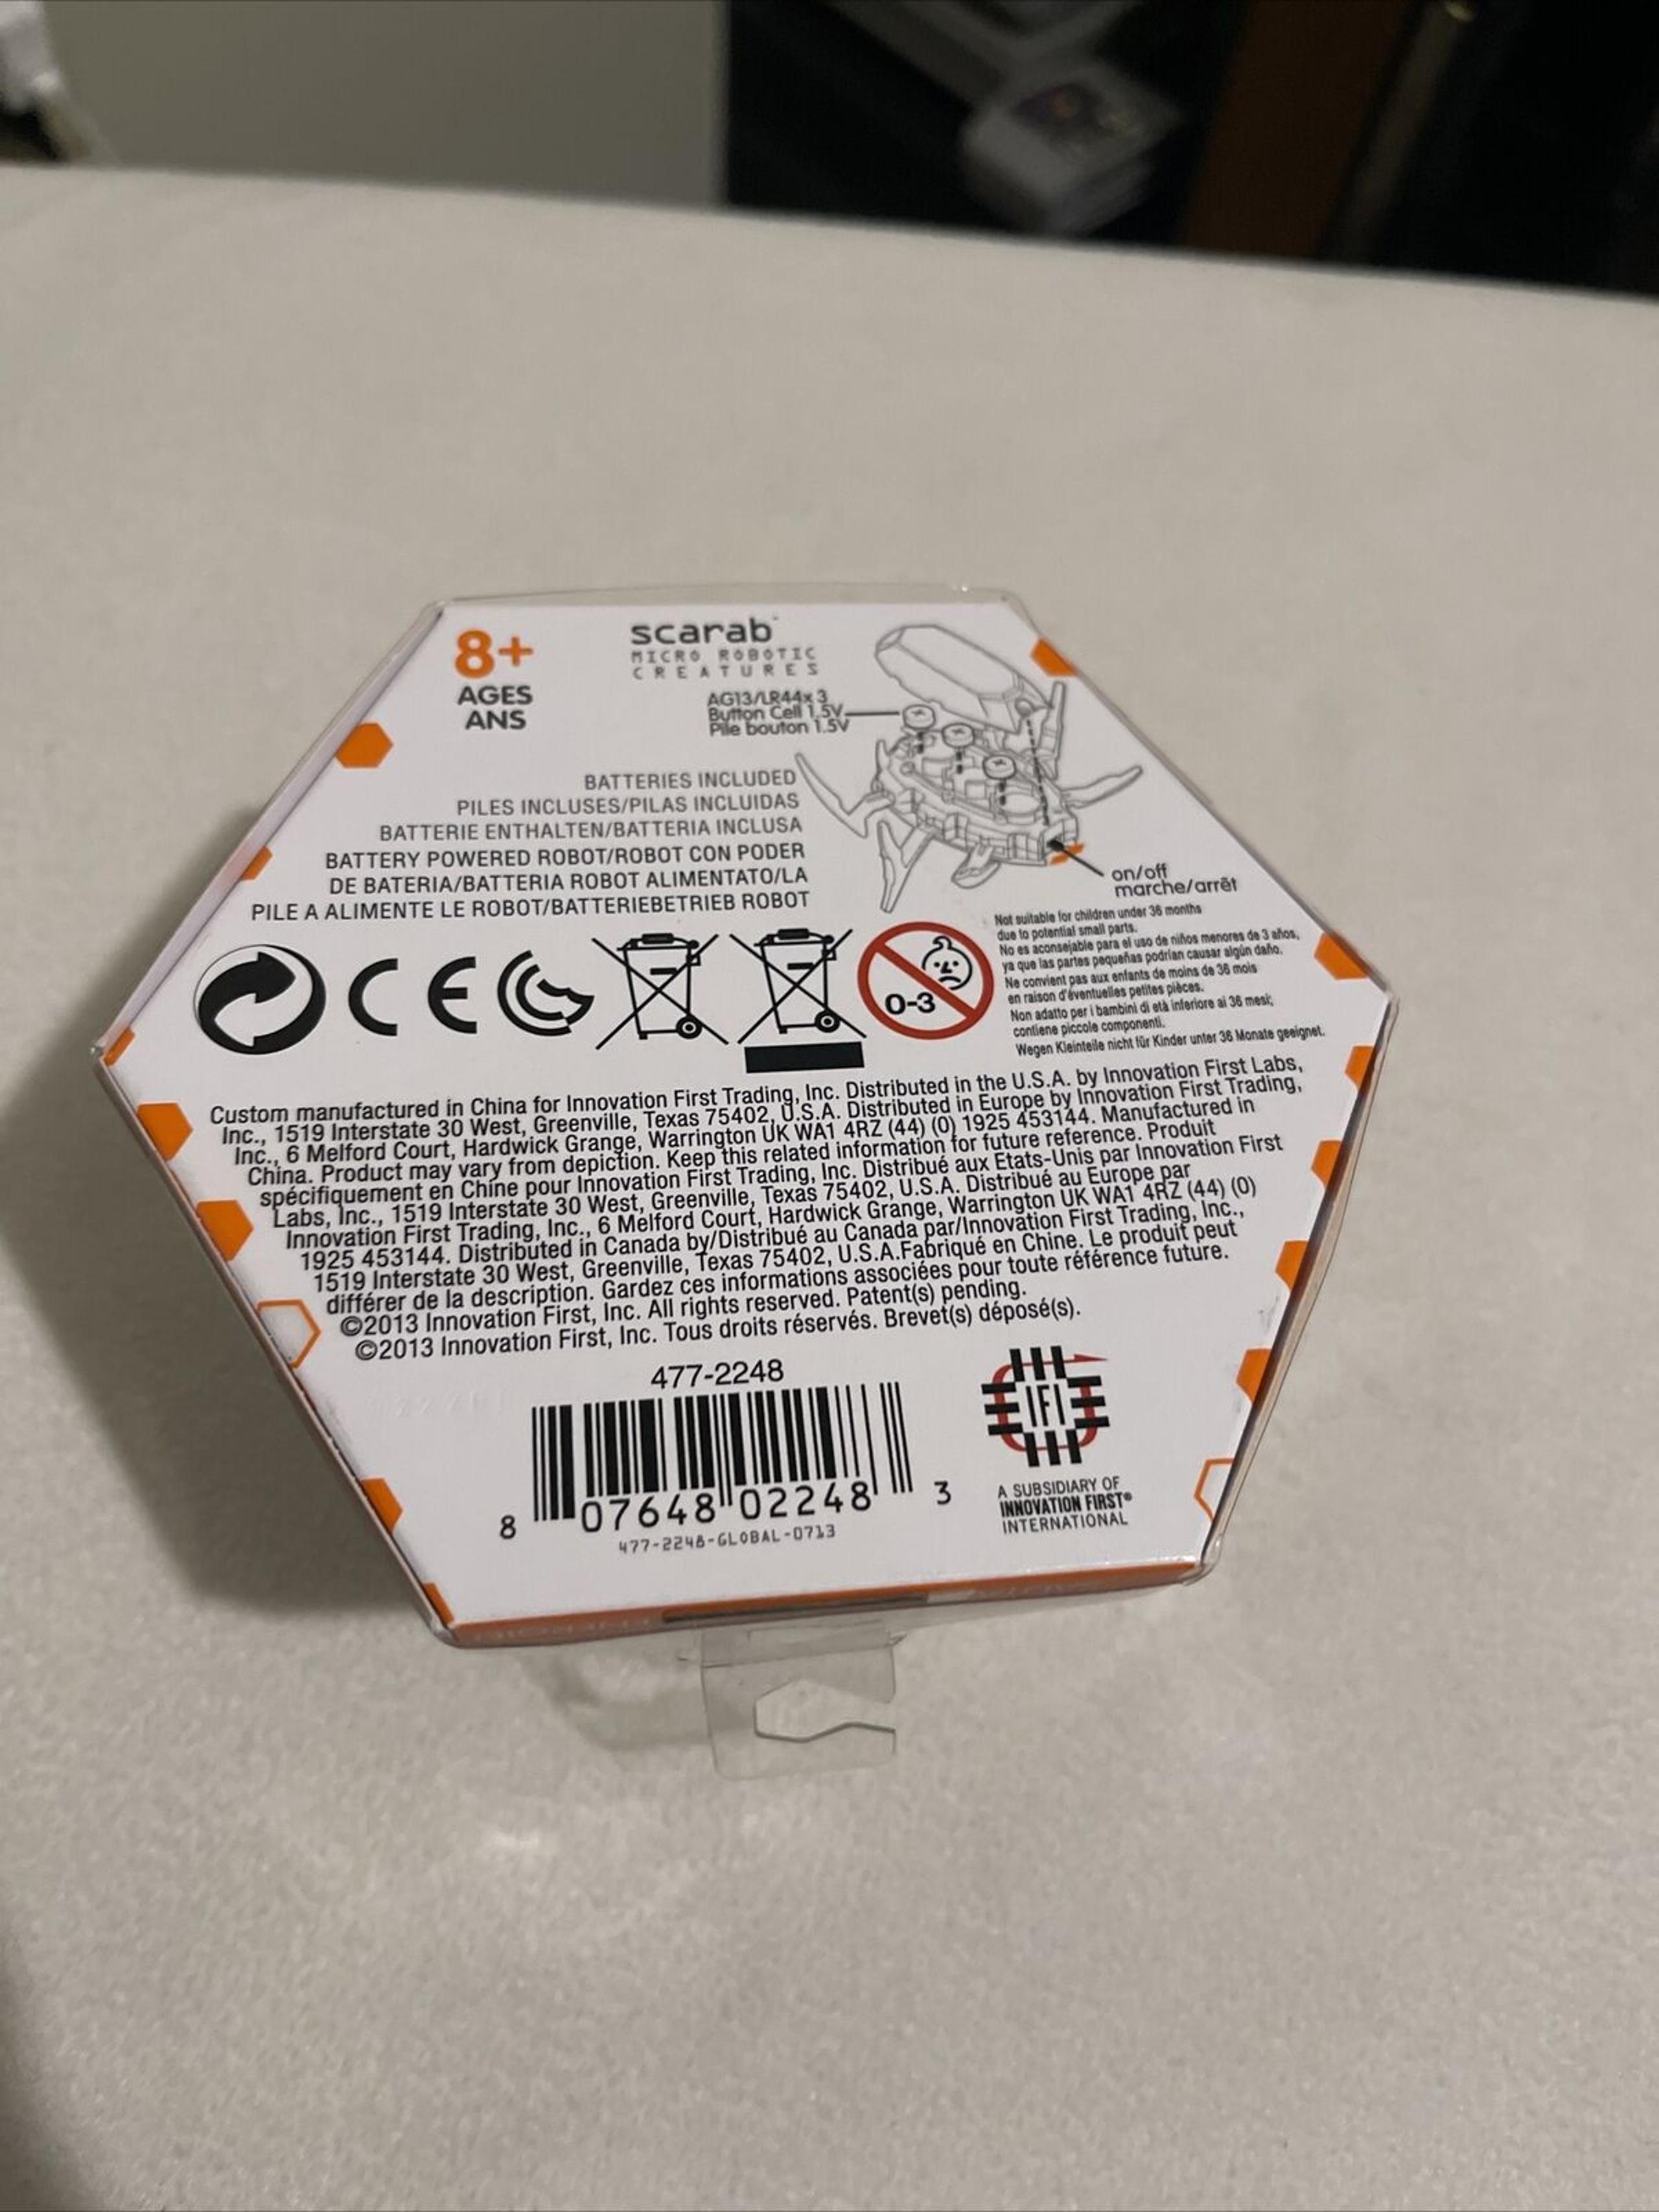 8+
AGES
ANS
scarab
MICRO ROBOTIC
CREATURES
AG13/LR44x 3
Button Cell 1.5V
Pile bouton 1.5V
BATTERIES INCLUDED
PILES INCLUSES/PILAS INCLUIDAS
BATTERIE ENTHALTEN/BATTERIA INCLUSA
BATTERY POWERED ROBOT/ROBOT CON PODER
DE BATERIA/BATTERIA ROBOT ALIMENTATO/LA
PILE A ALIMENTE LE ROBOT/BATTERIEBETRIEB ROBOT
on/off
marche/arrêt
CE
0-3
Not suitable for children under 36 months
due to potential small parts.
No es aconsejable para el uso de niños menores de 3 años,
ya que las partes pequeñas podrían causar algún daño.
Ne convient pas aux enfants de moins de 36 mois
en raison d'éventuelles petites pièces.
Non adatto per i bambini di età inferiore ai 36 mesi;
contiene piccole componenti.
Wegen Kleinteile nicht für Kinder unter 36 Monate geeignet.
Custom manufactured in China for Innovation First Trading, Inc. Distributed in the U.S.A. by Innovation First Labs,
Inc., 1519 Interstate 30 West, Greenville, Texas 75402, U.S.A. Distributed in Europe by Innovation First Trading,
Inc., 6 Melford Court, Hardwick Grange, Warrington UK WA1 4RZ (44) (0) 1925 453144. Manufactured in
China. Product may vary from depiction. Keep this related information for future reference. Produit
spécifiquement en Chine pour Innovation First Trading, Inc. Distribué aux Etats-Unis par Innovation First
Labs, Inc., 1519 Interstate 30 West, Greenville, Texas 75402, U.S.A. Distribué au Europe par
Innovation First Trading, Inc., 6 Melford Court, Hardwick Grange, Warrington UK WA1 4RZ (44) (0)
1925 453144. Distributed in Canada by/Distribué au Canada par/Innovation First Trading, Inc.,
1519 Interstate 30 West, Greenville, Texas 75402, U.S.A.Fabriqué en Chine. Le produit peut
différer de la description. Gardez ces informations associées pour toute référence future.
©2013 Innovation First, Inc. All rights reserved. Patent(s) pending.
©2013 Innovation First, Inc. Tous droits réservés. Brevet(s) déposé(s).
477-2248
8 07648 02248 3
477-2248-GLOBAL-0713
IFI
A SUBSIDIARY OF
INNOVATION FIRST®
INTERNATIONAL